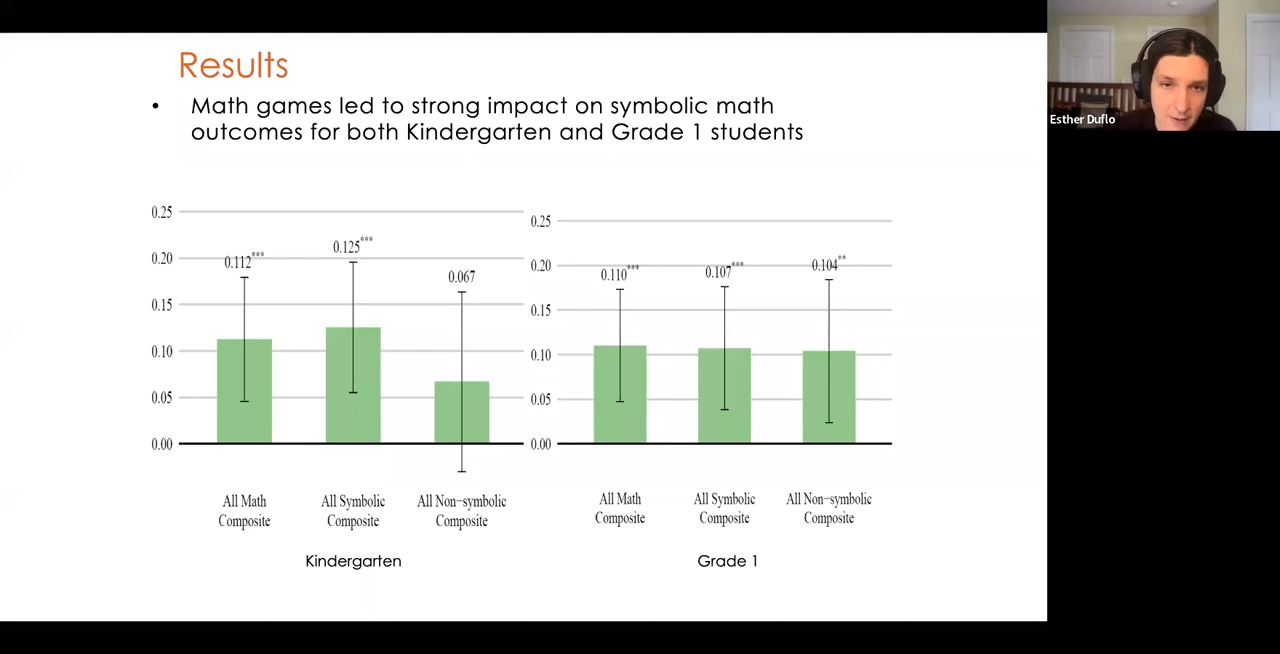 Results
• Math games led to strong impact on symbolic math
outcomes for both Kindergarten and Grade 1 students
Esther Duflo
0.25
0.20
0.15
0.10
0.05
0.00
0.112***
0.125***
0.067
All Math
Composite
All Symbolic
Composite
All Non-symbolic
Composite
Kindergarten
0.25
0.20
0.15
0.10
0.05
0.00
0.110***
0.107***
0.104**
All Math
Composite
All Symbolic
Composite
All Non-symbolic
Composite
Grade 1